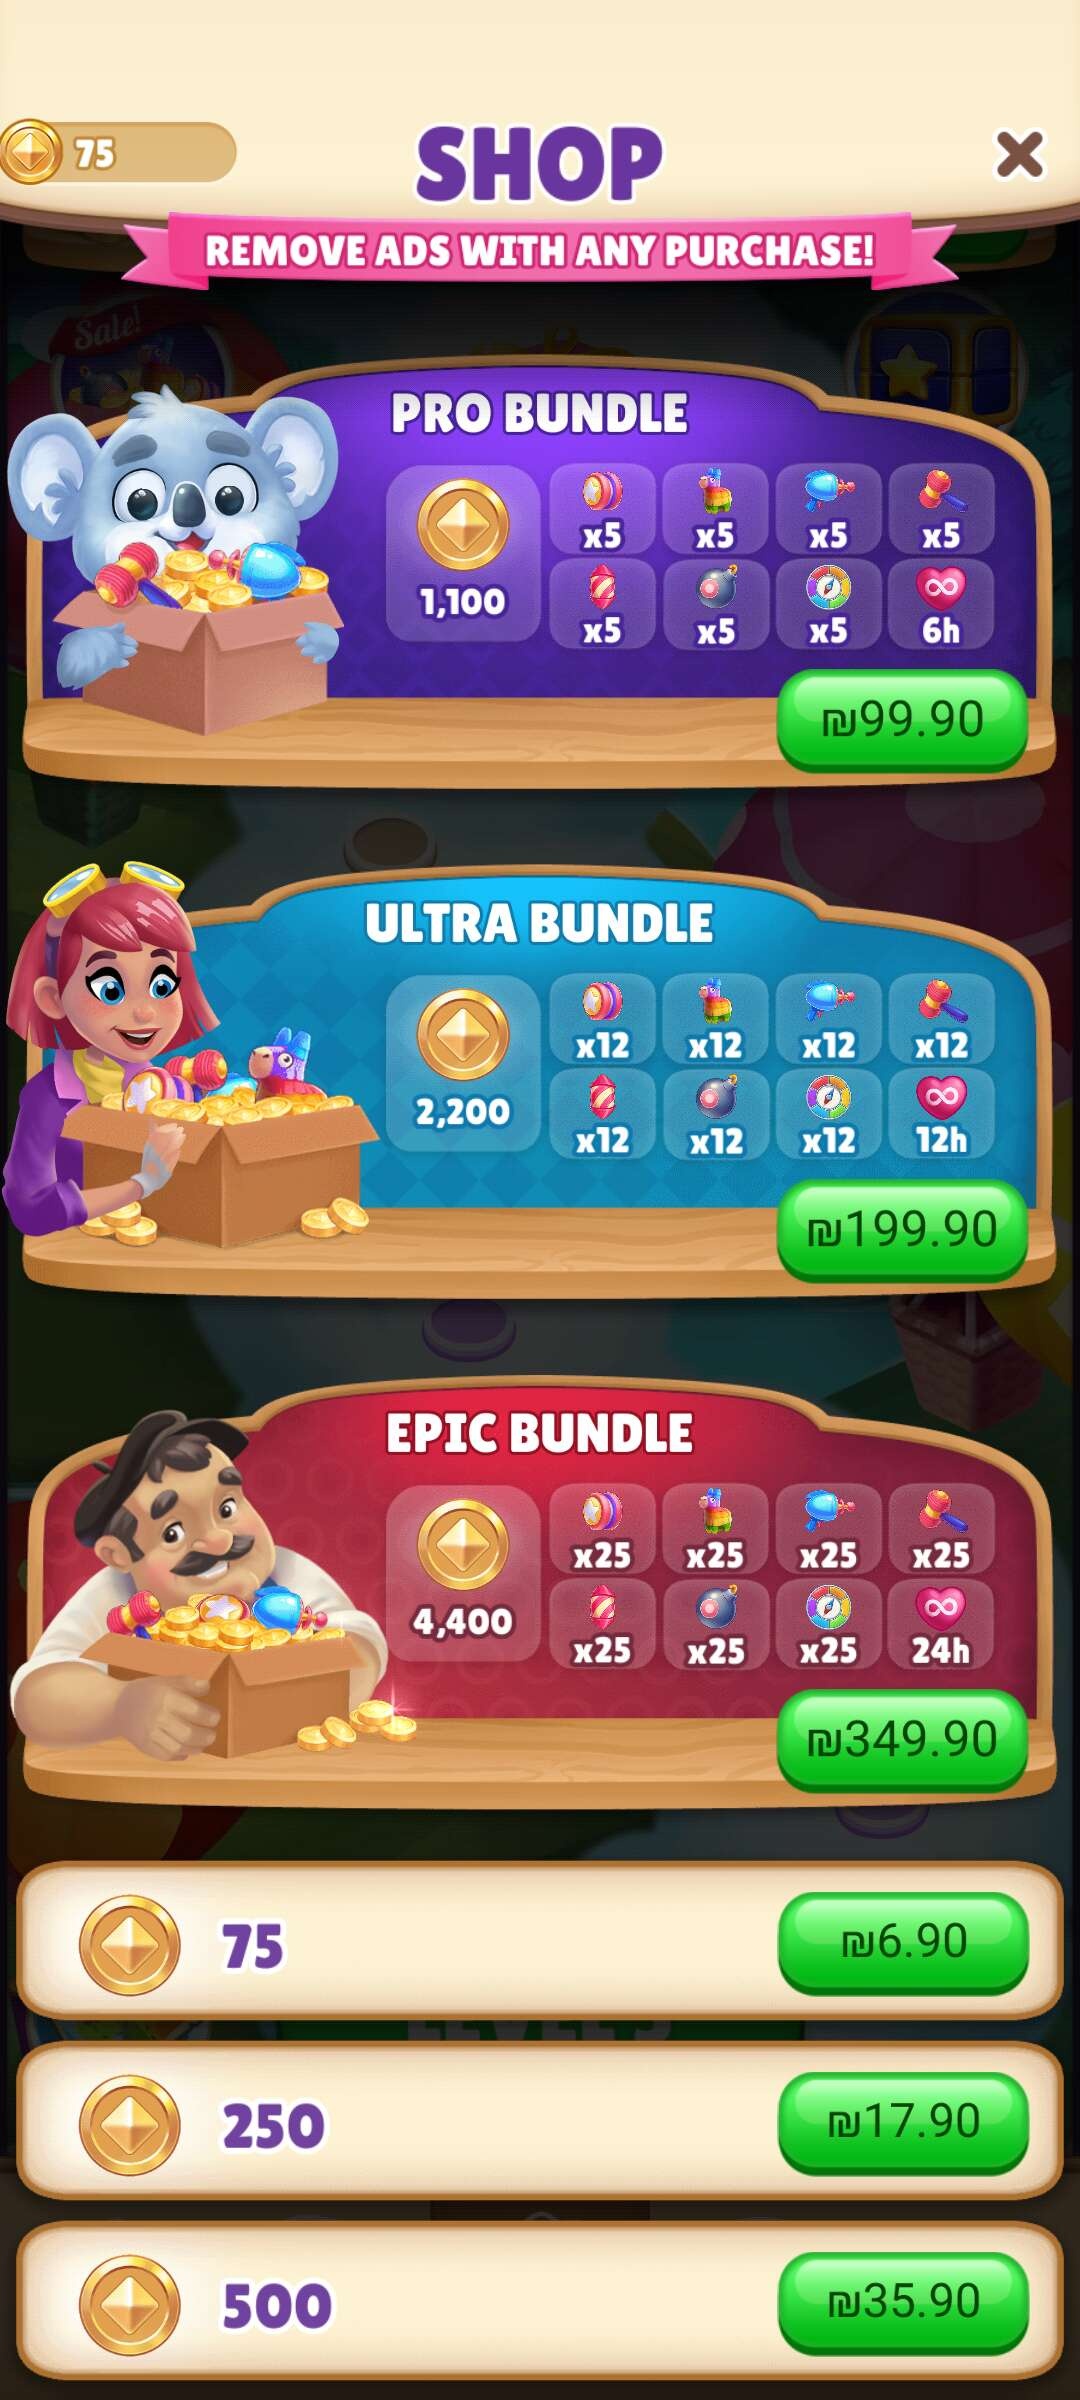 75
SHOP
REMOVE ADS WITH ANY PURCHASE!
Sale!
PRO BUNDLE
1,100
x5 x5 x5 x5
x5 x5 x5 6h
₪99.90
ULTRA BUNDLE
2,200
x12 x12 x12 x12
x12 x12 x12 12h
₪199.90
EPIC BUNDLE
4,400
x25 x25 x25 x25
x25 x25 x25 24h
₪349.90
75
₪6.90
250
₪17.90
500
₪35.90